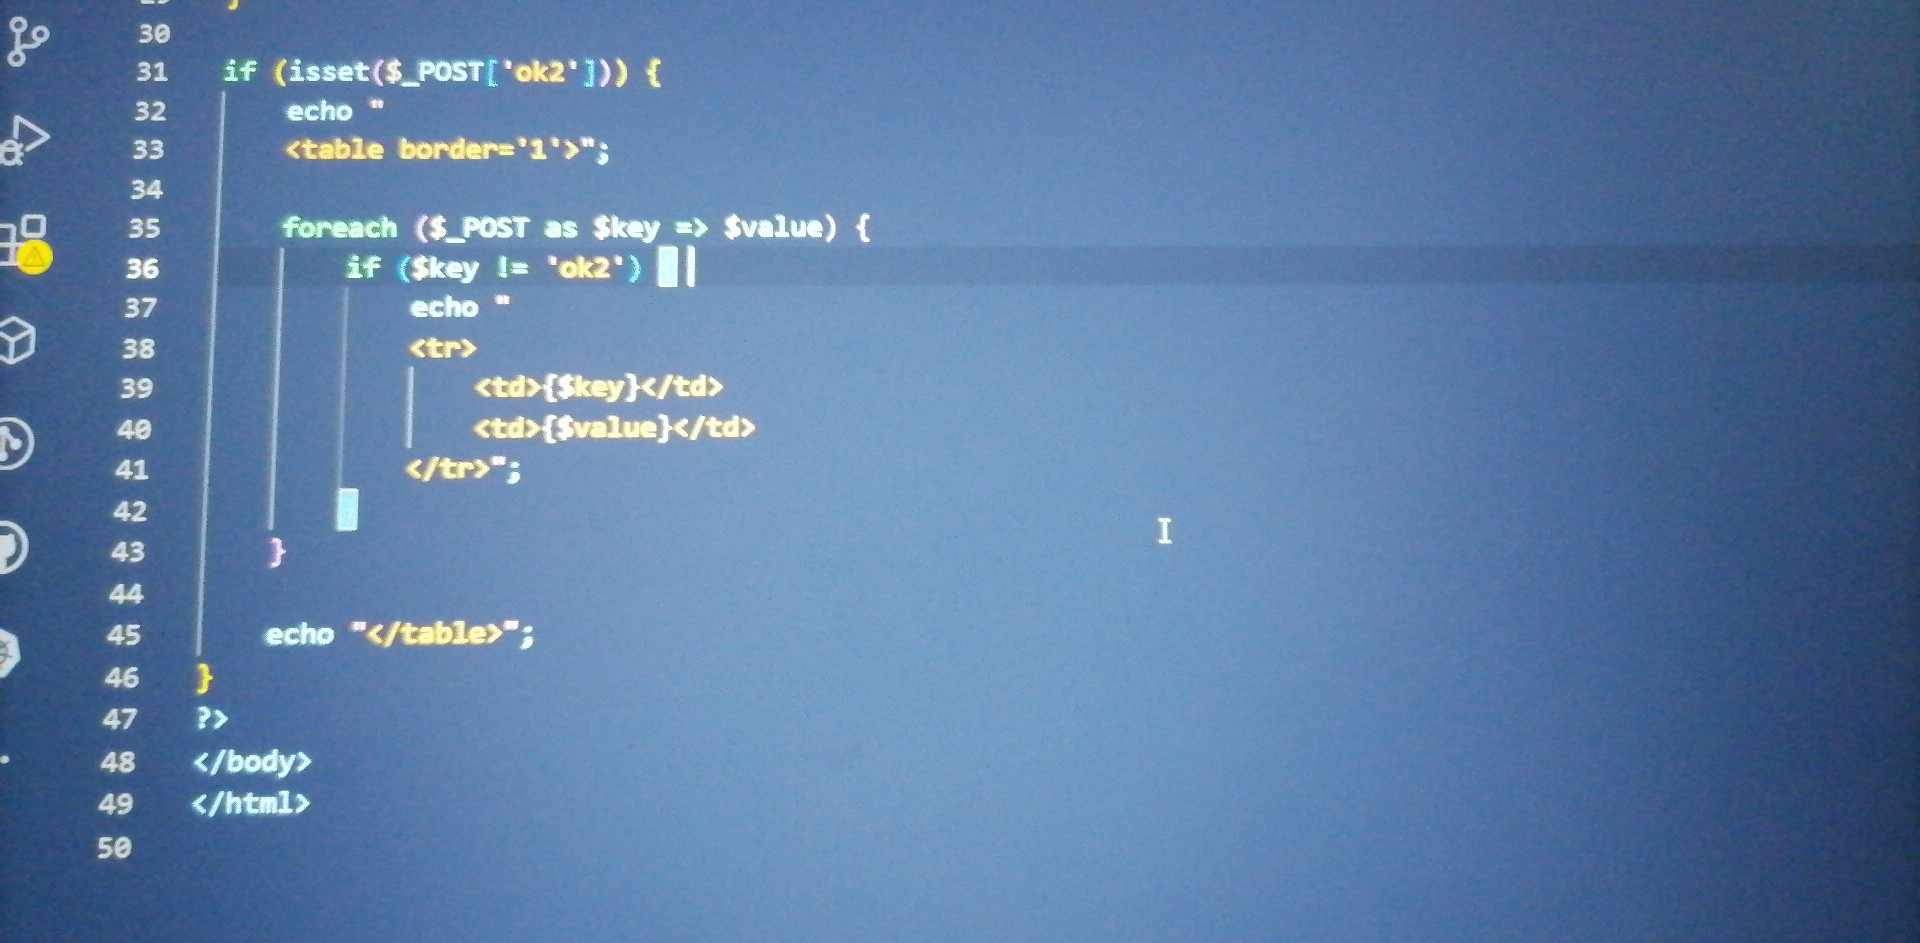 30
31 if (isset($_POST['ok2'])) {
32 echo "
33 <table border='1'>";
34
35 foreach ($_POST as $key => $value) {
36 if ($key != 'ok2')
37 echo "
38 <tr>
39 <td>{$key}</td>
40 <td>{$value}</td>
41 </tr>";
42
43 }
44
45 echo "</table>";
46 }
47 ?>
48 </body>
49 </html>
50